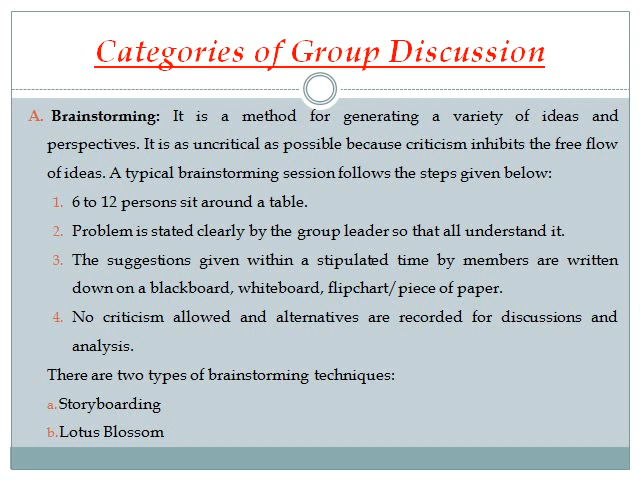 Categories of Group Discussion
A. Brainstorming: It is a method for generating a variety of ideas and
perspectives. It is as uncritical as possible because criticism inhibits the free flow
of ideas. A typical brainstorming session follows the steps given below:
1. 6 to 12 persons sit around a table.
2. Problem is stated clearly by the group leader so that all understand it.
3. The suggestions given within a stipulated time by members are written
down on a blackboard, whiteboard, flipchart/piece of paper.
4. No criticism allowed and alternatives are recorded for discussions and
analysis.
There are two types of brainstorming techniques:
a. Storyboarding
b. Lotus Blossom